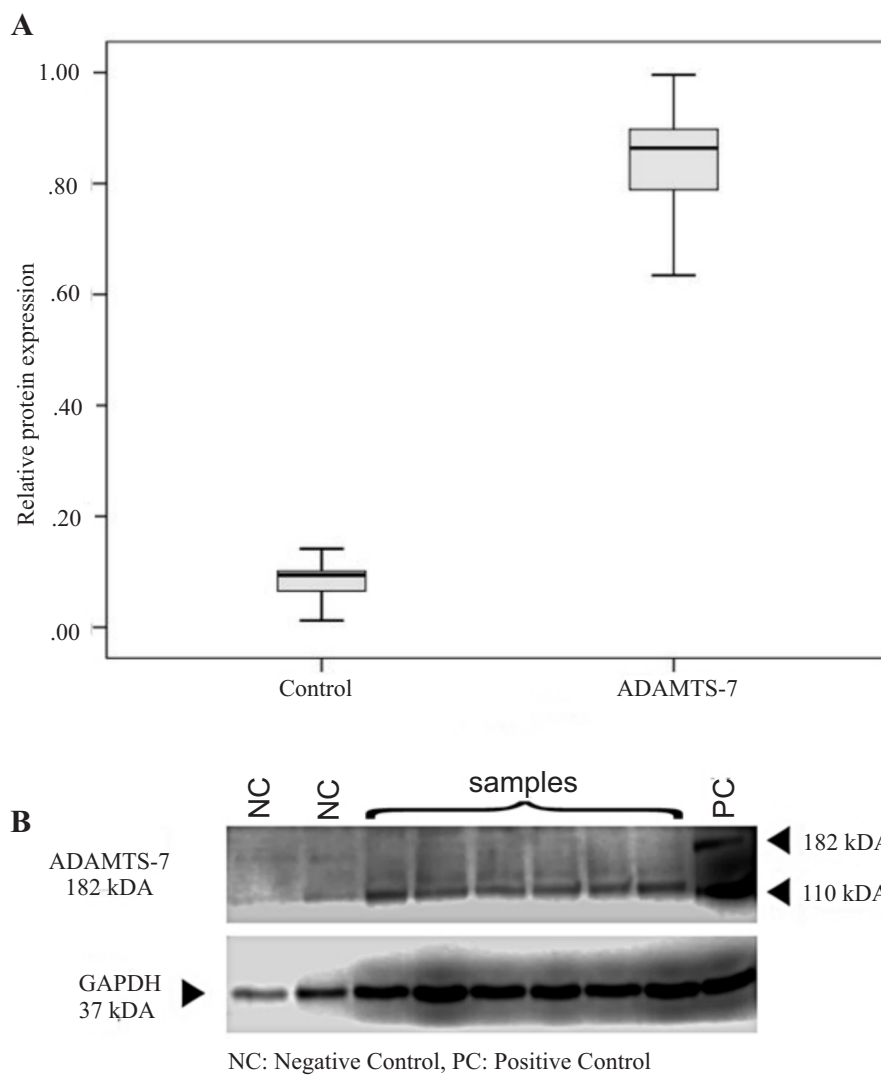 A
1.00
.80
.60
.40
.20
.00
Relative protein expression
Control
ADAMTS-7
B
NC
NC
samples
PC
ADAMTS-7
182 kDA
182 kDA
110 kDA
GAPDH
37 kDA
NC: Negative Control, PC: Positive Control